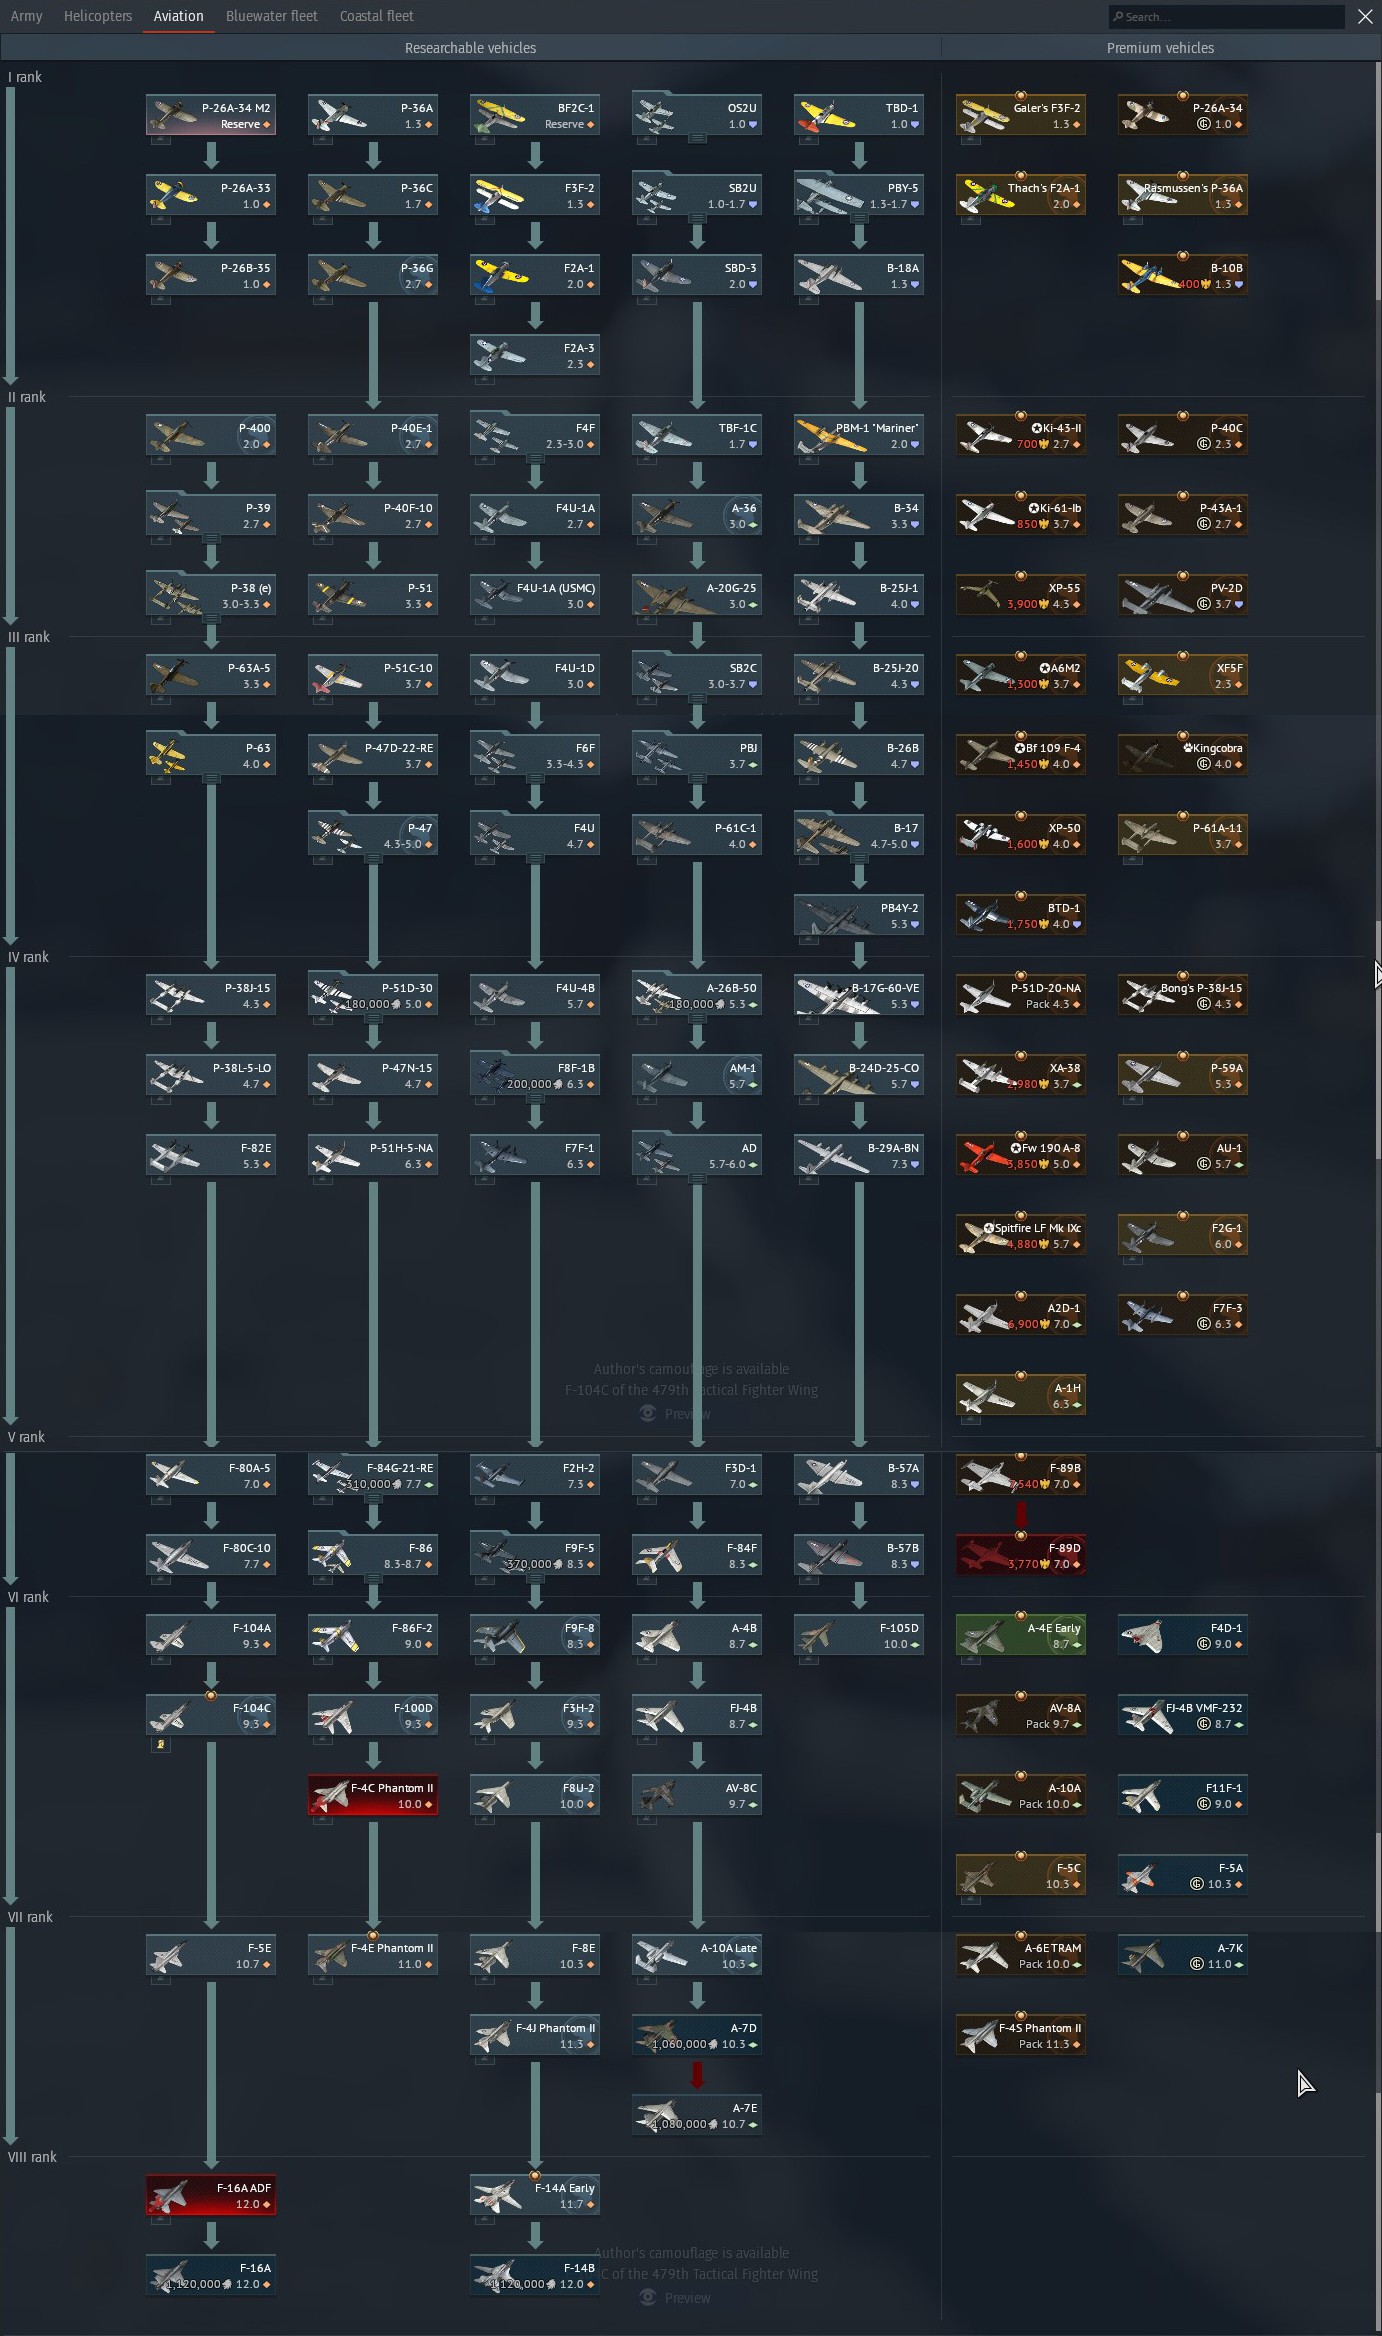 Army Helicopters Aviation Bluewater fleet Coastal fleet Search...
Researchable vehicles Premium vehicles
I rank
P-26A-34 M2 P-36A BF2C-1 OS2U TBD-1 Galer's F3F-2 P-26A-34
Reserve 1.3 Reserve 1.0 1.0 1.3 1.0
P-26A-33 P-36C F3F-2 SB2U PBY-5 Thach's F2A-1 Rasmussen's P-36A
1.0 1.7 1.3 1.0-1.7 1.3-1.7 2.0 1.3
P-26B-35 P-36G F2A-1 SBD-3 B-18A B-10B
1.0 2.7 2.0 2.0 1.3 400 1.3
F2A-3
2.3
II rank
P-400 P-40E-1 F4F TBF-1C PBM-1 "Mariner" Ki-43-II P-40C
2.0 2.7 2.3-3.0 1.7 2.0 700 2.7 2.3
P-39 P-40F-10 F4U-1A A-36 B-34 Ki-61-Ib P-43A-1
2.7 2.7 2.7 3.0 3.3 850 3.7 2.7
P-38 (e) P-51 F4U-1A (USMC) A-20G-25 B-25J-1 XP-55 PV-2D
3.0-3.3 3.3 3.0 3.0 4.0 3,900 4.3 3.7
III rank
P-63A-5 P-51C-10 F4U-1D SB2C B-25J-20 A6M2 XF5F
3.3 3.7 3.0 3.0-3.7 4.3 1,300 3.7 2.3
P-63 P-47D-22-RE F6F PBJ B-26B Bf 109 F-4 Kingcobra
4.0 3.7 3.3-4.3 3.7 4.7 1,450 4.0 4.0
P-47 F4U P-61C-1 B-17 XP-50 P-61A-11
4.3-5.0 4.7 4.0 4.7-5.0 1,600 4.0 3.7
PB4Y-2 BTD-1
5.3 1,750 4.0
IV rank
P-38J-15 P-51D-30 F4U-4B A-26B-50 B-17G-60-VE P-51D-20-NA Bong's P-38J-15
4.3 180,000 5.0 5.7 180,000 5.3 5.3 Pack 4.3 4.3
P-38L-5-LO P-47N-15 F8F-1B AM-1 B-24D-25-CO XA-38 P-59A
4.7 4.7 200,000 6.3 5.7 5.7 2,980 3.7 5.3
F-82E P-51H-5-NA F7F-1 AD B-29A-BN Fw 190 A-8 AU-1
5.3 6.3 6.3 5.7-6.0 7.3 3,850 5.0 5.7
Spitfire LF Mk IXc F2G-1
4,880 5.7 6.0
A2D-1 F7F-3
6,900 7.0 6.3
Author's camouflage is available
F-104C of the 479th Tactical Fighter Wing
A-1H
6.3
Preview
V rank
F-80A-5 F-84G-21-RE F2H-2 F3D-1 B-57A F-89B
7.0 310,000 7.7 7.3 7.0 8.3 7.0
F-80C-10 F-86 F9F-5 F-84F B-57B F-89D
7.7 8.3-8.7 370,000 8.3 8.3 8.3 3,770 7.0
VI rank
F-104A F-86F-2 F9F-8 A-4B F-105D A-4E Early F4D-1
9.3 9.0 8.3 8.7 10.0 8.7 9.0
F-104C F-100D F3H-2 FJ-4B AV-8A FJ-4B VMF-232
9.3 9.3 9.3 8.7 Pack 9.7 8.7
F-4C Phantom II F8U-2 AV-8C A-10A F11F-1
10.0 10.0 9.7 Pack 10.0 9.0
F-5C F-5A
10.3 10.3
VII rank
F-5E F-4E Phantom II F-8E A-10A Late A-6E TRAM A-7K
10.7 11.0 10.3 10.3 Pack 10.0 11.0
F-4J Phantom II A-7D F-4S Phantom II
11.3 1,060,000 10.3 Pack 11.3
A-7E
1,080,000 10.7
VIII rank
F-16A ADF F-14A Early
12.0 11.7
Author's camouflage is available
F-16A F-14B
C of the 479th Tactical Fighter Wing
1,120,000 12.0 1,120,000 12.0
Preview